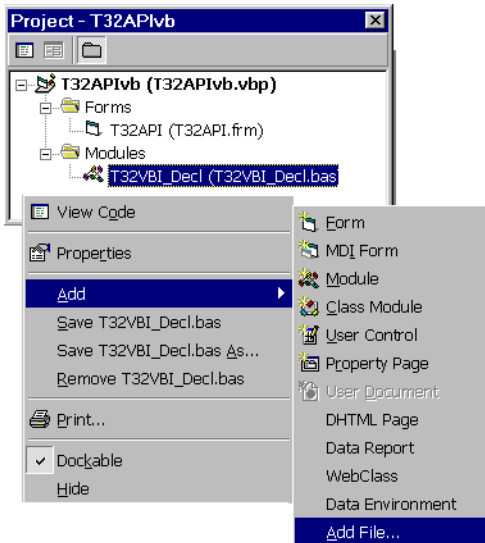 Project - T32APIvb
T32APIvb (T32APIvb.vbp)
Forms
T32API (T32API.frm)
Modules
T32VBI_Decl (T32VBI_Decl.bas
View Code
Properties
Add
Save T32VBI_Decl.bas
Save T32VBI_Decl.bas As...
Remove T32VBI_Decl.bas
Print...
Dockable
Hide
Form
MDI Form
Module
Class Module
User Control
Property Page
User Document
DHTML Page
Data Report
WebClass
Data Environment
Add File...